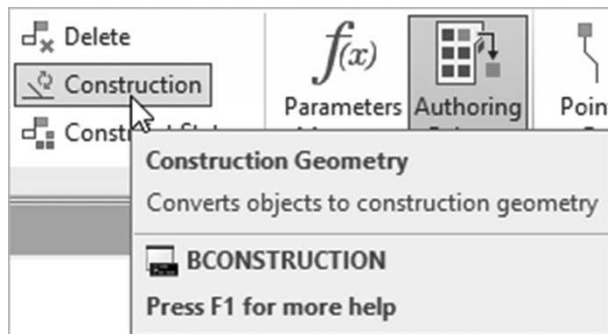 Delete
Construction
f(x)
Parameters
Authoring
Construction Geometry
Converts objects to construction geometry
BCONSTRUCTION
Press F1 for more help